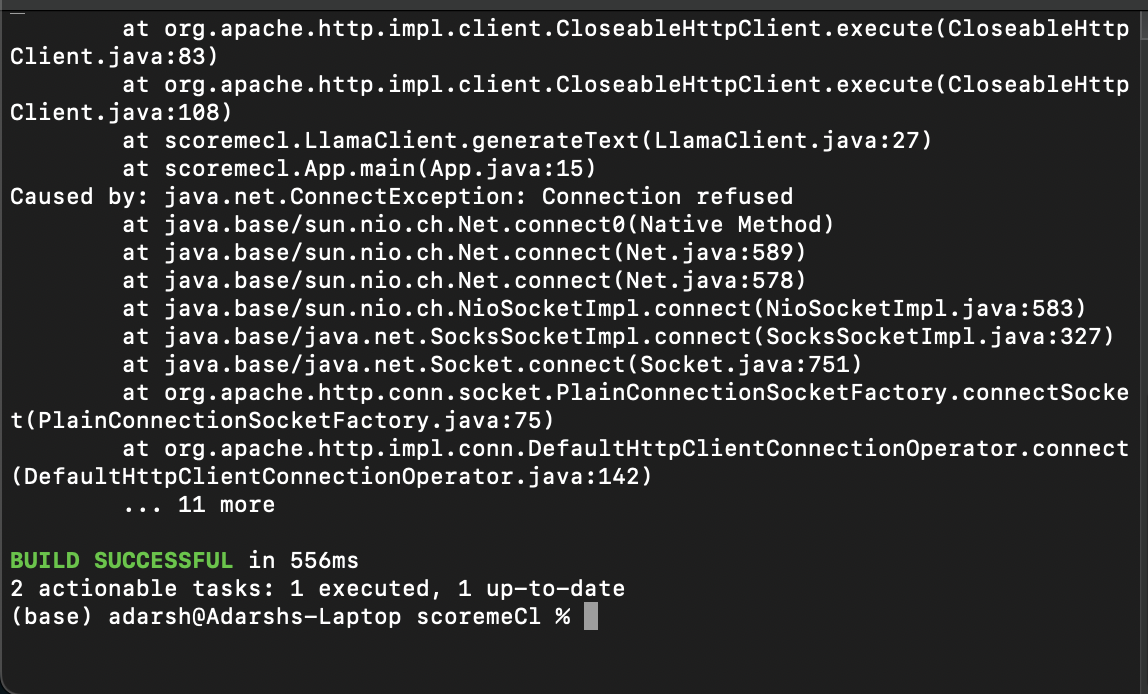 at org.apache.http.impl.client.CloseableHttpClient.execute(CloseableHttp
Client.java:83)
        at org.apache.http.impl.client.CloseableHttpClient.execute(CloseableHttp
Client.java:108)
        at scoremecl.LlamaClient.generateText(LlamaClient.java:27)
        at scoremecl.App.main(App.java:15)
Caused by: java.net.ConnectException: Connection refused
        at java.base/sun.nio.ch.Net.connect0(Native Method)
        at java.base/sun.nio.ch.Net.connect(Net.java:589)
        at java.base/sun.nio.ch.Net.connect(Net.java:578)
        at java.base/sun.nio.ch.NioSocketImpl.connect(NioSocketImpl.java:583)
        at java.base/java.net.SocksSocketImpl.connect(SocksSocketImpl.java:327)
        at java.base/java.net.Socket.connect(Socket.java:751)
        at org.apache.http.conn.socket.PlainConnectionSocketFactory.connectSocke
t(PlainConnectionSocketFactory.java:75)
        at org.apache.http.impl.conn.DefaultHttpClientConnectionOperator.connect
(DefaultHttpClientConnectionOperator.java:142)
        ... 11 more

BUILD SUCCESSFUL in 556ms
2 actionable tasks: 1 executed, 1 up-to-date
(base) adarsh@Adarshs-Laptop scoremeCl %